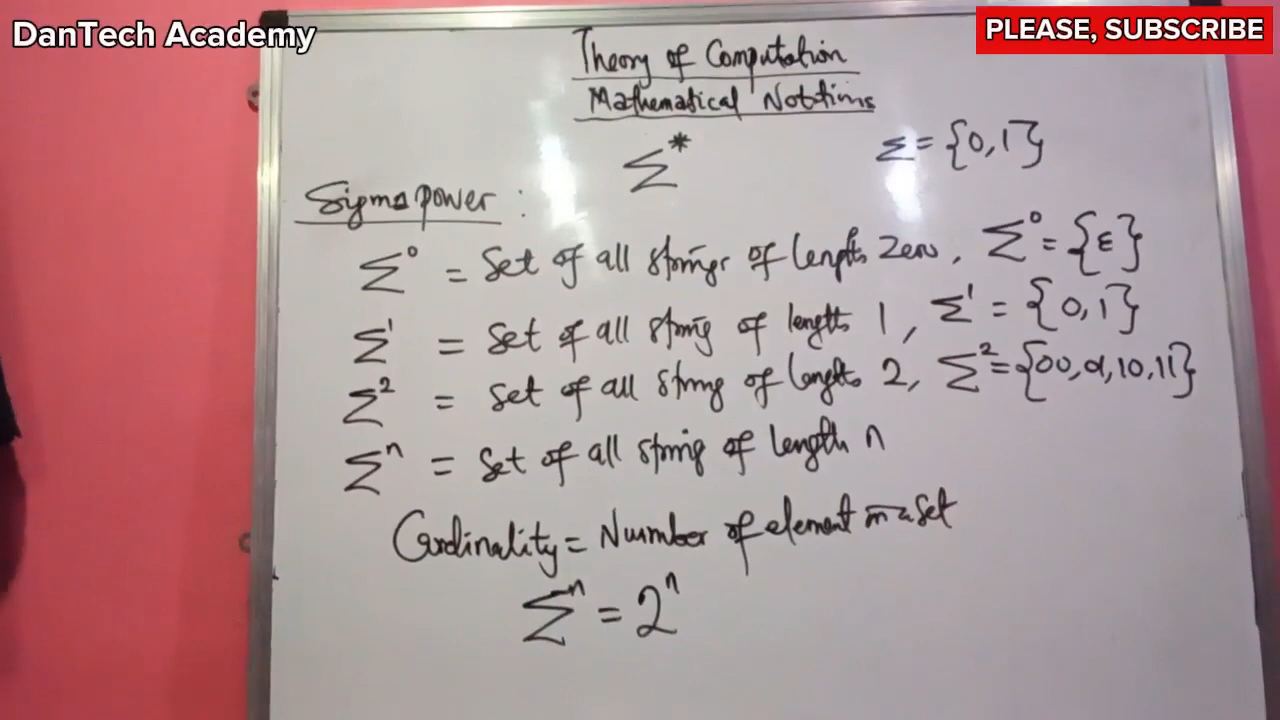 DanTech Academy
PLEASE, SUBSCRIBE
Theory of Computation
Mathematical Notations
Σ* Σ = {0,1}
Sigma power :
Σ⁰ = Set of all strings of length Zero, Σ⁰ = {ε}
Σ¹ = Set of all string of length 1, Σ¹ = {0,1}
Σ² = Set of all string of length 2, Σ² = {00,01,10,11}
Σⁿ = Set of all string of length n
Cardinality = Number of element in a set
Σⁿ = 2ⁿ